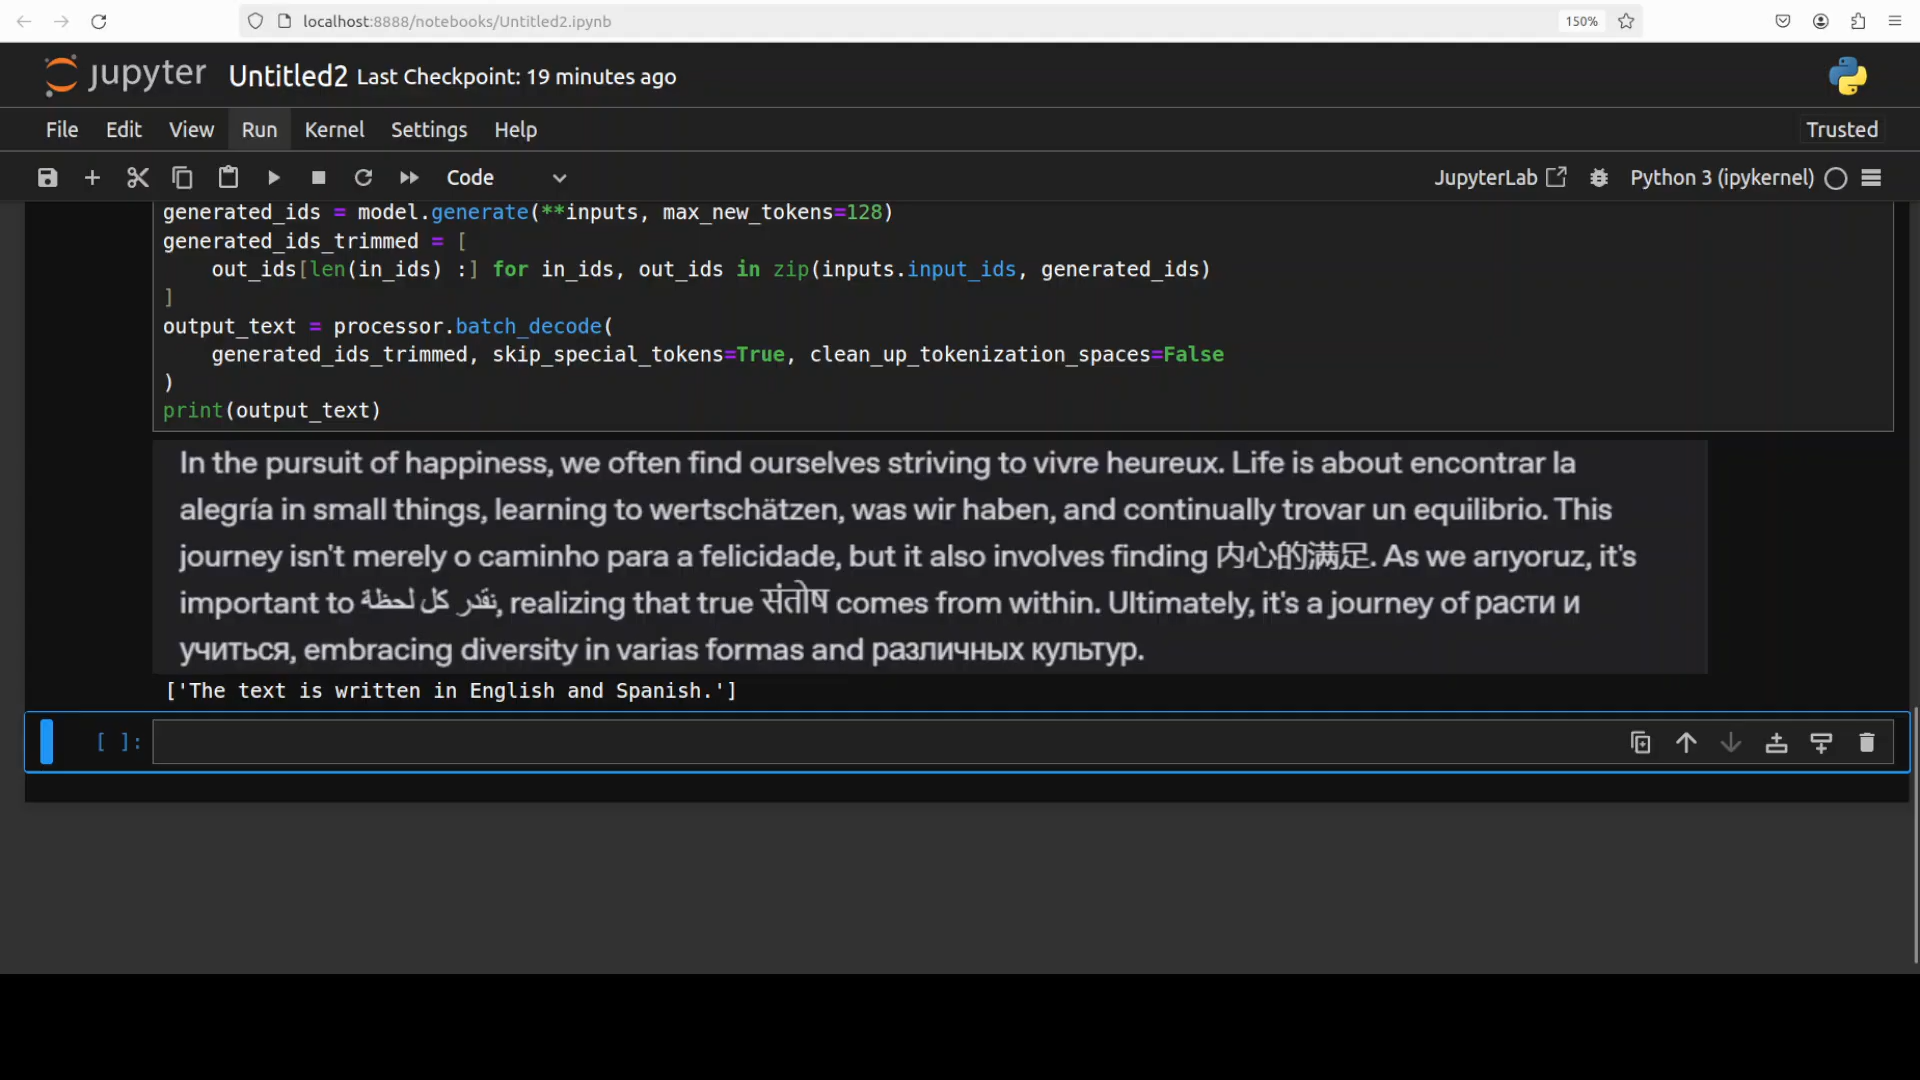 localhost:8888/notebooks/Untitled2.ipynb
150%
jupyter Untitled2 Last Checkpoint: 19 minutes ago
File Edit View Run Kernel Settings Help
Trusted
Code
JupyterLab
Python 3 (ipykernel)
generated_ids = model.generate(**inputs, max_new_tokens=128)
generated_ids_trimmed = [
    out_ids[len(in_ids) :] for in_ids, out_ids in zip(inputs.input_ids, generated_ids)
]
output_text = processor.batch_decode(
    generated_ids_trimmed, skip_special_tokens=True, clean_up_tokenization_spaces=False
)
print(output_text)
In the pursuit of happiness, we often find ourselves striving to vivre heureux. Life is about encontrar la
alegría in small things, learning to wertschätzen, was wir haben, and continually trovar un equilibrio. This
journey isn't merely o caminho para a felicidade, but it also involves finding 内心的满足. As we arıyoruz, it's
important to نقدر كل لحظة, realizing that true संतोष comes from within. Ultimately, it's a journey of расти и
учиться, embracing diversity in varias formas and различных культур.
['The text is written in English and Spanish.']
[ ]: